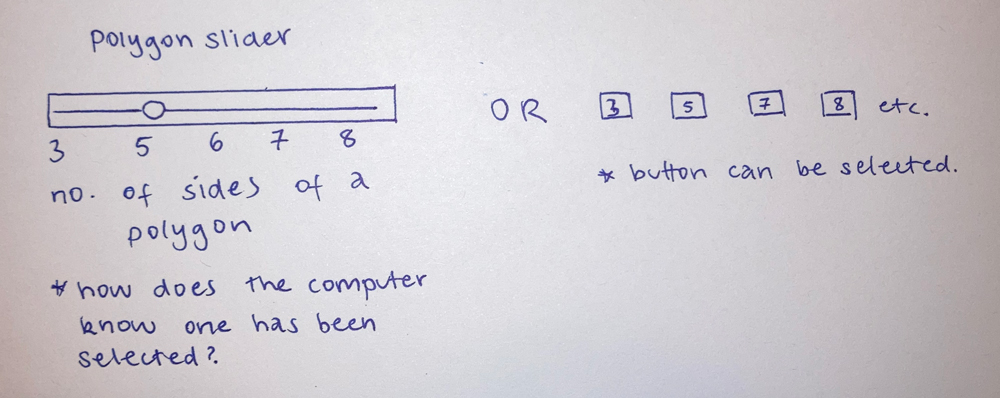 polygon slider
3 5 6 7 8
no. of sides of a
polygon
* how does the computer
know one has been
selected?
OR 3 5 7 8 etc.
* button can be selected.